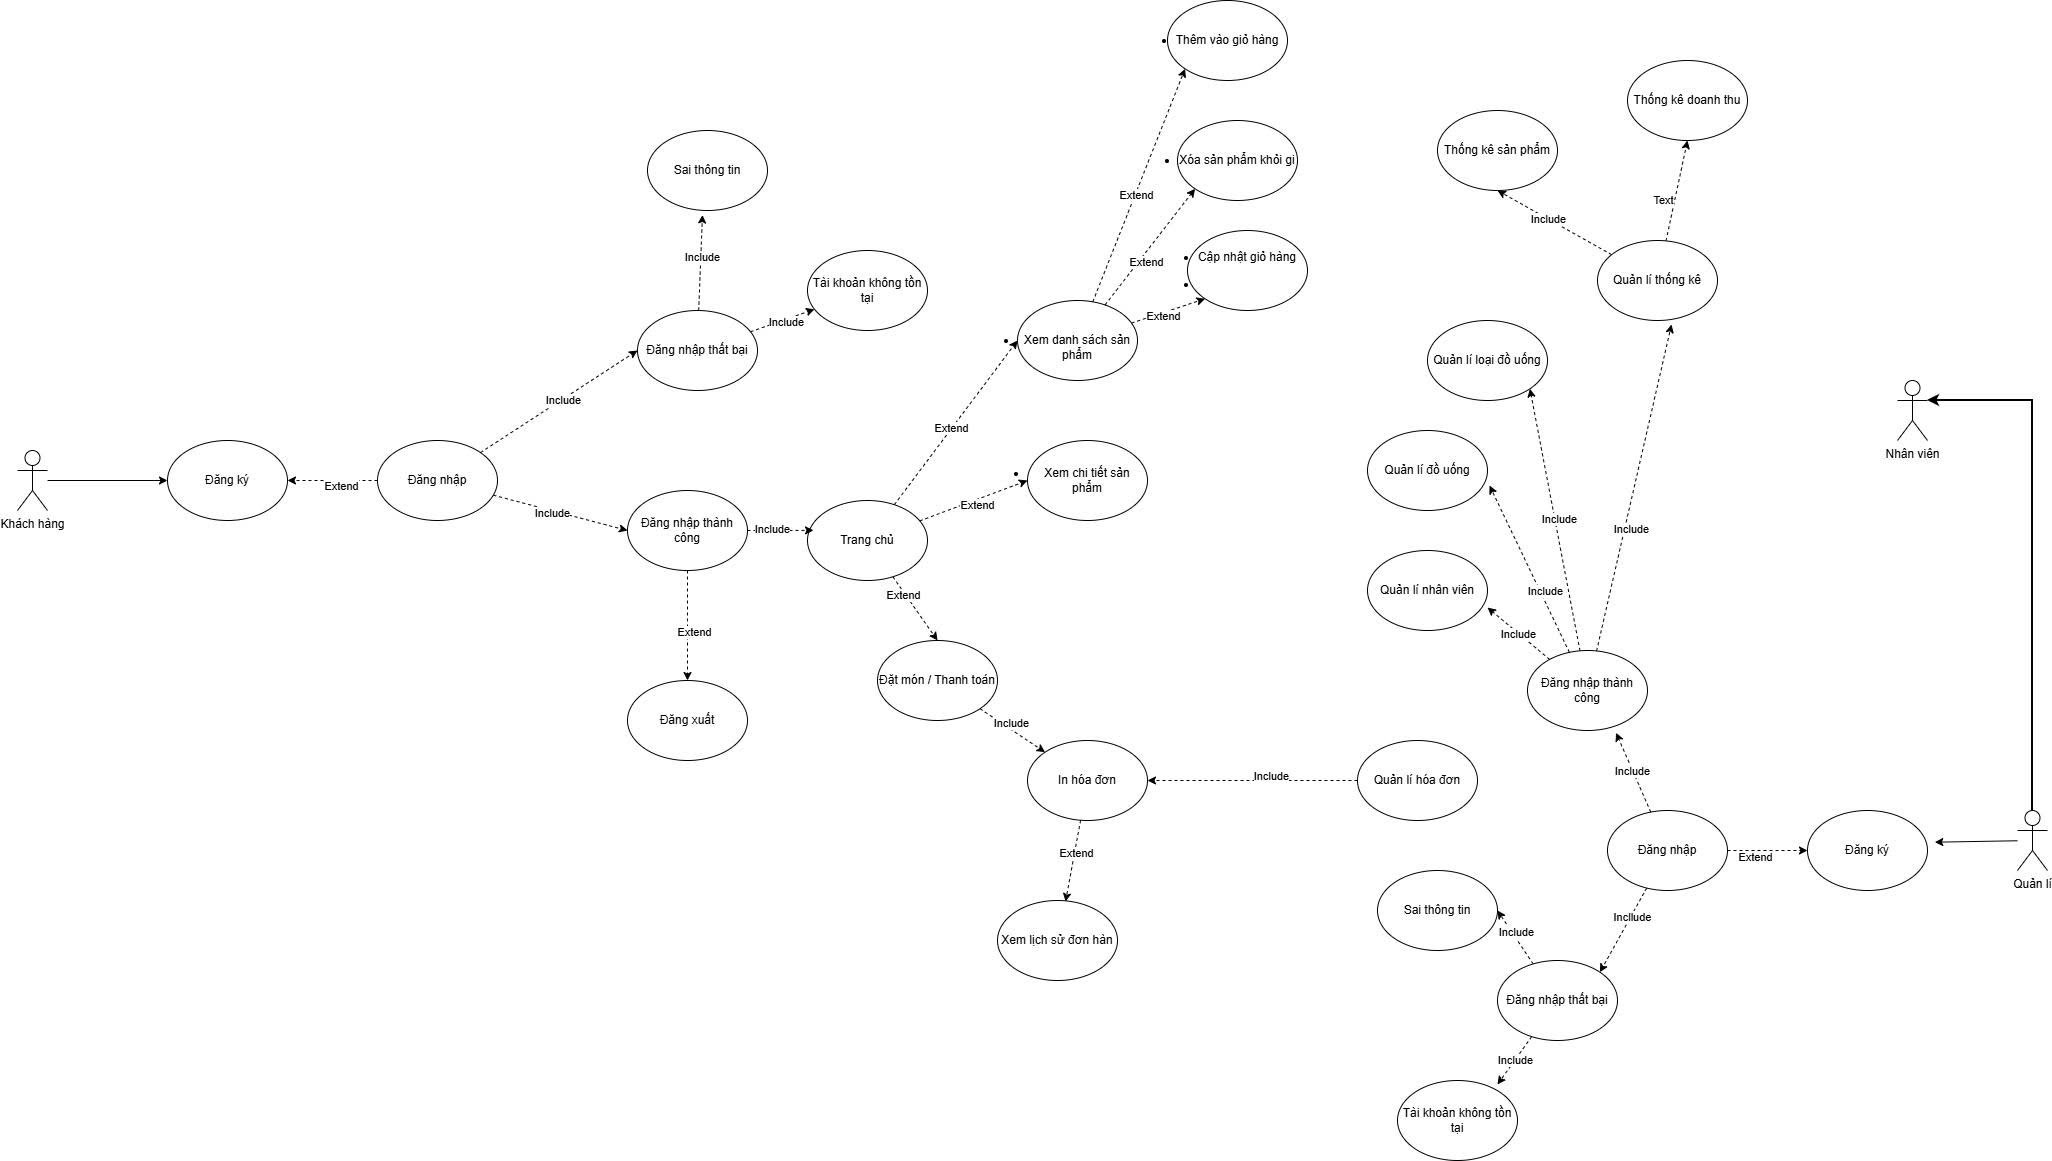 Thêm vào giỏ hàng
Thống kê doanh thu
Thống kê sản phẩm
Xóa sản phẩm khỏi gi
Sai thông tin
Extend
Text
Include
Include
Extend
Cập nhật giỏ hàng
Quản lí thống kê
Tài khoản không tồn
tại
Include
Extend
Đăng nhập thất bại
Xem danh sách sản
phẩm
Quản lí loại đồ uống
Include
Extend
Nhân viên
Khách hàng
Đăng ký
Extend
Đăng nhập
Include
Đăng nhập thành
công
Include
Trang chủ
Extend
Xem chi tiết sản
phẩm
Quản lí đồ uống
Include
Include
Include
Quản lí nhân viên
Extend
Extend
Include
Đăng nhập thành
công
Đặt món / Thanh toán
Đăng xuất
Include
Include
In hóa đơn
Include
Quản lí hóa đơn
Extend
Đăng nhập
Extend
Đăng ký
Quản lí
Xem lịch sử đơn hàn
Sai thông tin
Include
Include
Đăng nhập thất bại
Include
Tài khoản không tồn
tại